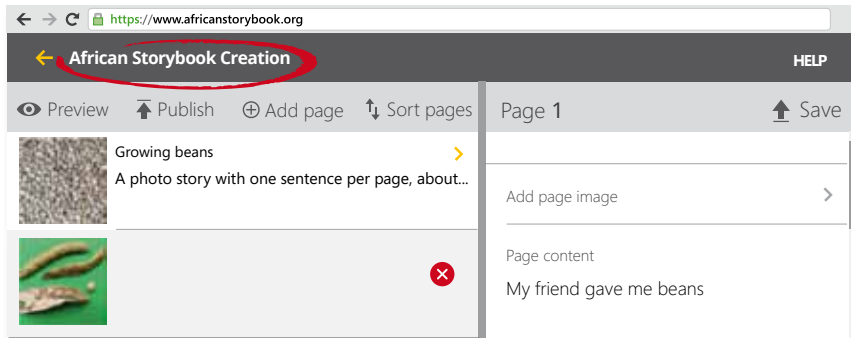 https://www.africanstorybook.org
African Storybook Creation
HELP
Preview
Publish
Add page
Sort pages
Page 1
Save
Growing beans
A photo story with one sentence per page, about...
Add page image
Page content
My friend gave me beans